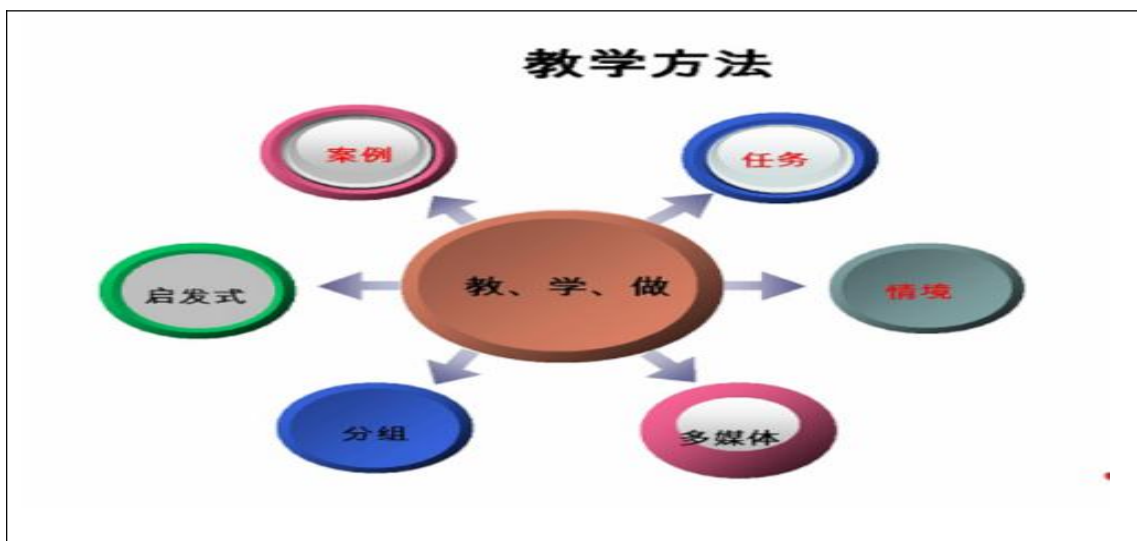 教学方法
案例
任务
启发式
教、学、做
情境
分组
多媒体